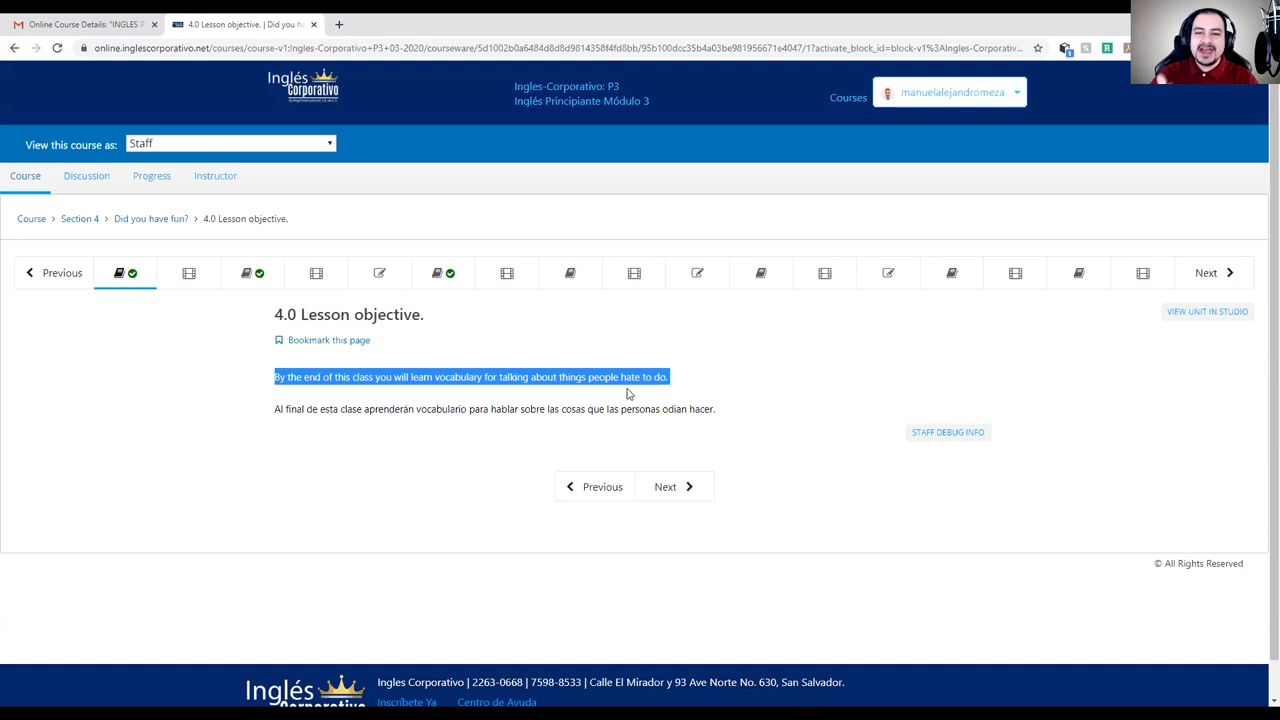 Online Course Details: "INGLES P
4.0 Lesson objective. | Did you ha
online.inglescorporativo.net/courses/course-v1:Ingles-Corporativo+P3+03-2020/courseware/5d1002b0a6484d8d8d9814358f4fd8bb/95b100dcc35b4a03be981956671e4047/1?activate_block_id=block-v1%3AIngles-Corporativ...
Inglés
Corporativo
Ingles-Corporativo: P3
Inglés Principiante Módulo 3
Courses
manuelalejandromeza
View this course as:
Staff
Course
Discussion
Progress
Instructor
Course > Section 4 > Did you have fun? > 4.0 Lesson objective.
Previous
Next
4.0 Lesson objective.
VIEW UNIT IN STUDIO
Bookmark this page
By the end of this class you will learn vocabulary for talking about things people hate to do.
Al final de esta clase aprenderán vocabulario para hablar sobre las cosas que las personas odian hacer.
STAFF DEBUG INFO
Previous
Next
© All Rights Reserved
Inglés
Corporativo
Ingles Corporativo | 2263-0668 | 7598-8533 | Calle El Mirador y 93 Ave Norte No. 630, San Salvador.
Inscríbete Ya
Centro de Ayuda